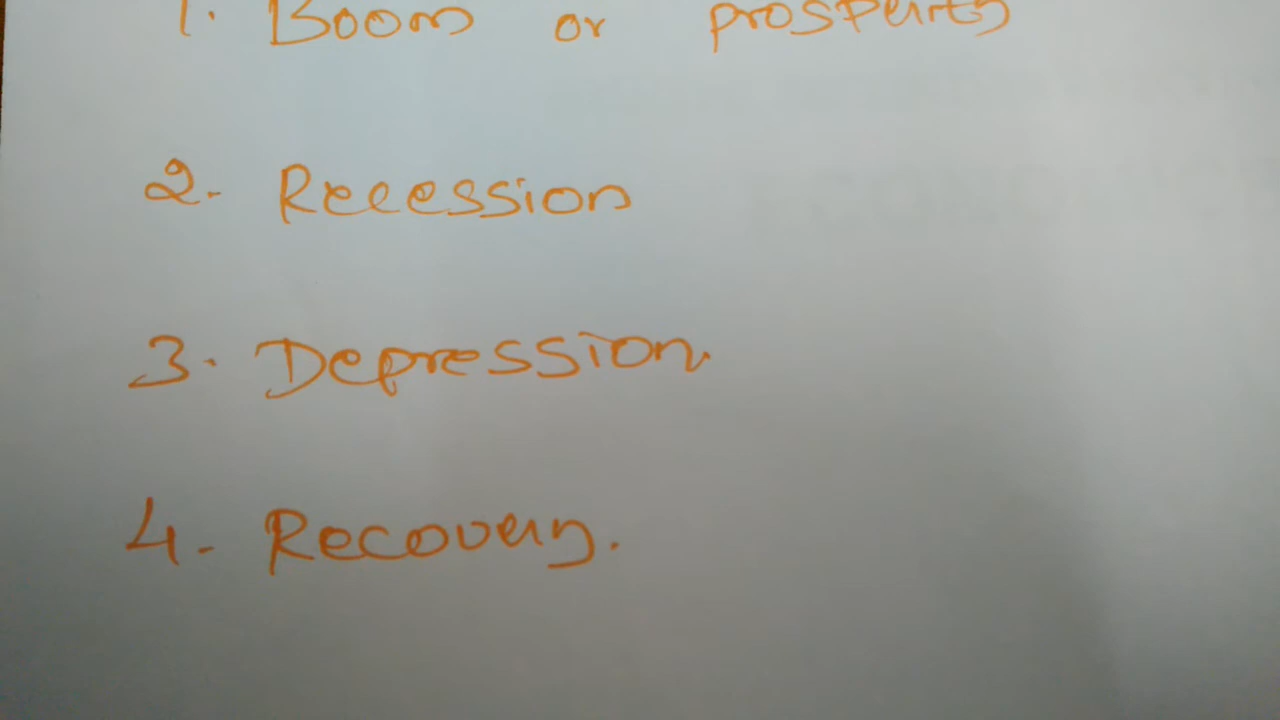 1. Boom or prosperity
2. Recession
3. Depression.
4. Recovery.